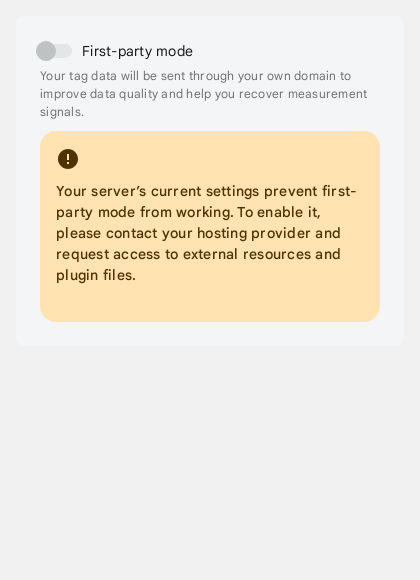 First-party mode
Your tag data will be sent through your own domain to
improve data quality and help you recover measurement
signals.
Your server’s current settings prevent first-
party mode from working. To enable it,
please contact your hosting provider and
request access to external resources and
plugin files.